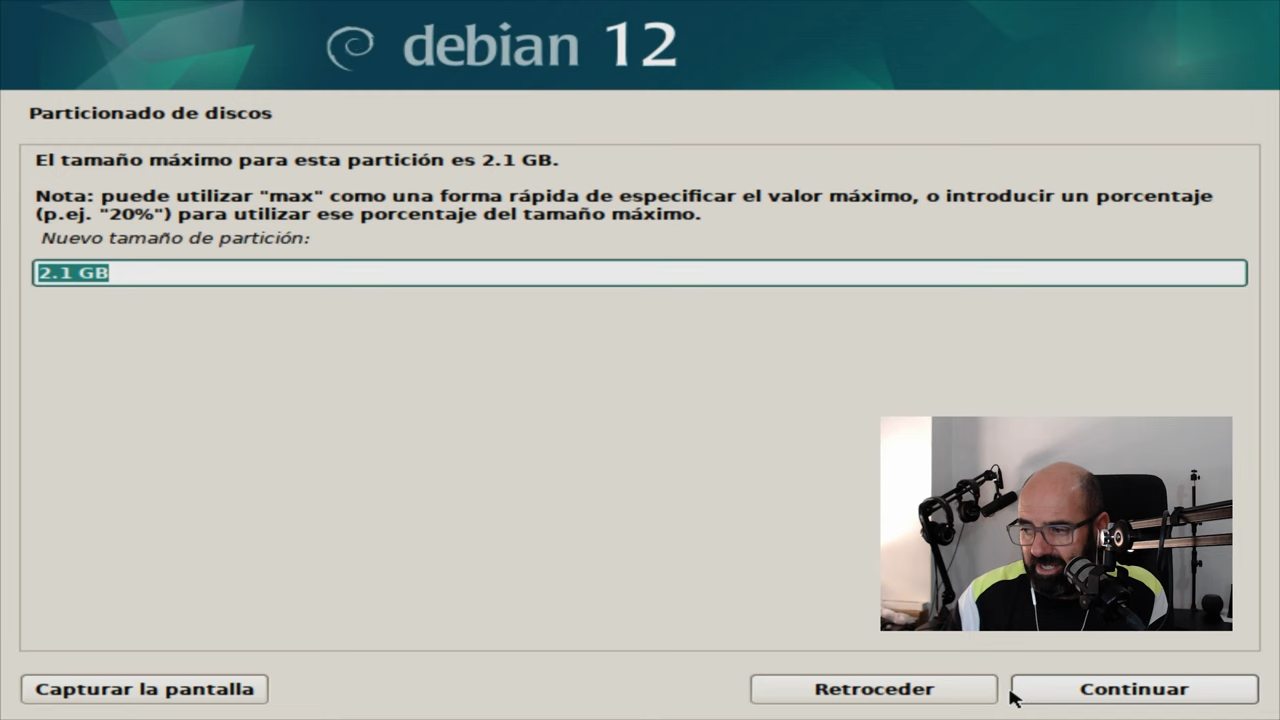 debian 12
Particionado de discos
El tamaño máximo para esta partición es 2.1 GB.
Nota: puede utilizar "max" como una forma rápida de especificar el valor máximo, o introducir un porcentaje
(p.ej. "20%") para utilizar ese porcentaje del tamaño máximo.
Nuevo tamaño de partición:
2.1 GB
Capturar la pantalla
Retroceder
Continuar